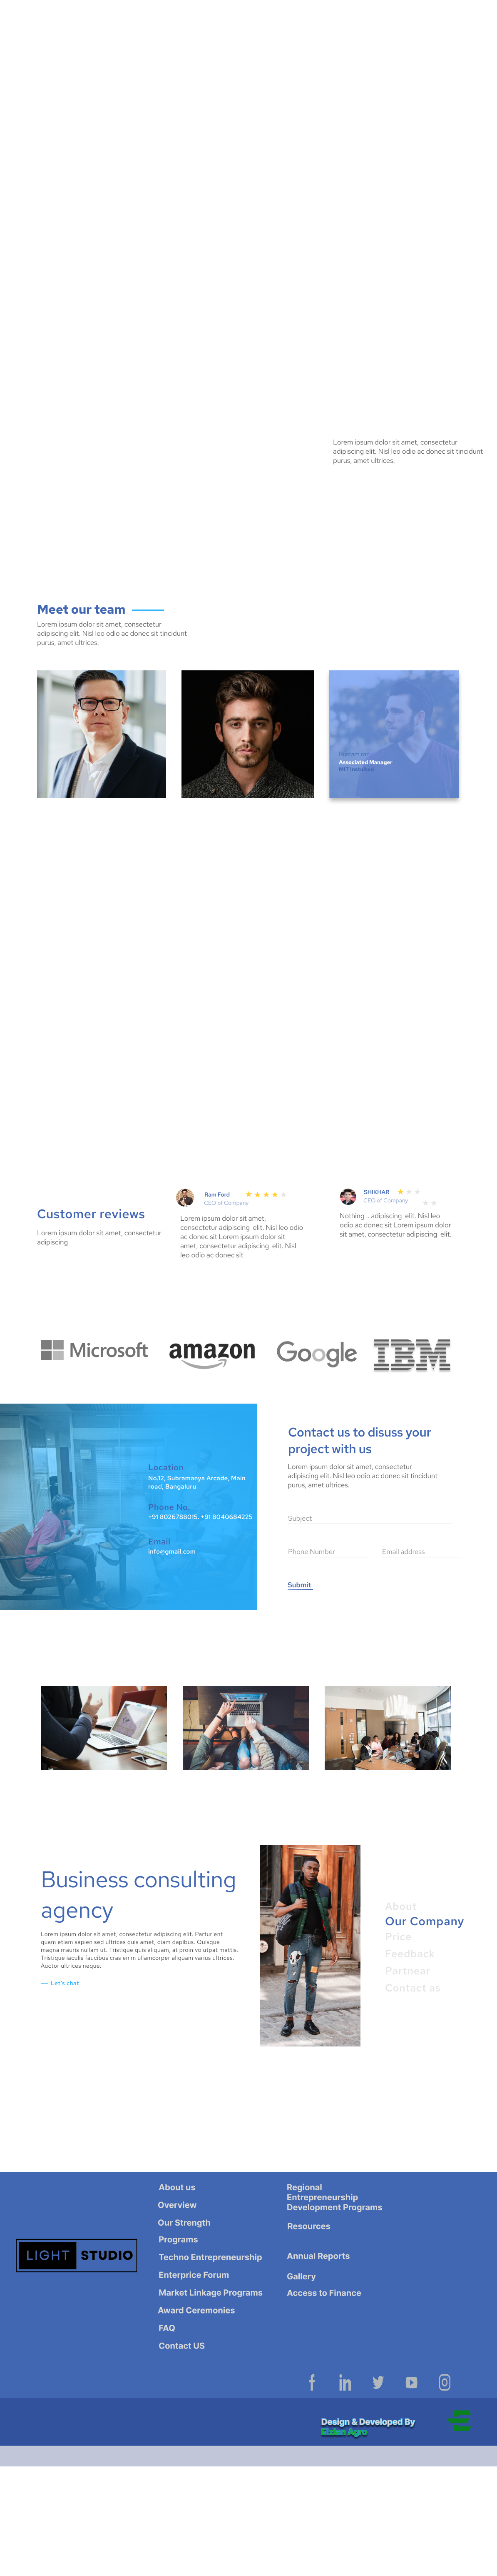 Lorem ipsum dolor sit amet, consectetur
adipiscing elit. Nisl leo odio ac donec sit tincidunt
purus, amet ultrices.
Meet our team
Lorem ipsum dolor sit amet, consectetur
adipiscing elit. Nisl leo odio ac donec sit tincidunt
purus, amet ultrices.
Associated Manager
Customer reviews
Lorem ipsum dolor sit amet, consectetur
adipiscing
Ram Ford
CEO of Company
Lorem ipsum dolor sit amet,
consectetur adipiscing elit. Nisl leo odio
ac donec sit Lorem ipsum dolor sit
amet, consectetur adipiscing elit. Nisl
leo odio ac donec sit
SHIKHAR
CEO of Company
Nothing .. adipiscing elit. Nisl leo
odio ac donec sit Lorem ipsum dolor
sit amet, consectetur adipiscing elit.
Microsoft
amazon
Google
IBM
Location
No.12, Subramanya Arcade, Main
road, Bangaluru
Phone No.
+91 8026788015. +91 8040684225
Email
info@gmail.com
Contact us to disuss your
project with us
Lorem ipsum dolor sit amet, consectetur
adipiscing elit. Nisl leo odio ac donec sit tincidunt
purus, amet ultrices.
Subject
Phone Number
Email address
Submit
Business consulting
agency
Lorem ipsum dolor sit amet, consectetur adipiscing elit. Parturient
quam etiam sapien sed ultrices quis amet, diam dapibus. Quisque
magna mauris nullam ut. Tristique quis aliquam, at proin volutpat mattis.
Tristique iaculis faucibus cras enim ullamcorper aliquam varius ultrices.
Auctor ultrices neque.
Let's chat
About
Our Company
Price
Feedback
Partnear
Contact as
LIGHT STUDIO
About us
Overview
Our Strength
Programs
Techno Entrepreneurship
Enterprice Forum
Market Linkage Programs
Award Ceremonies
FAQ
Contact US
Regional
Entrepreneurship
Development Programs
Resources
Annual Reports
Gallery
Access to Finance
Design & Developed By
Eizlan Agro